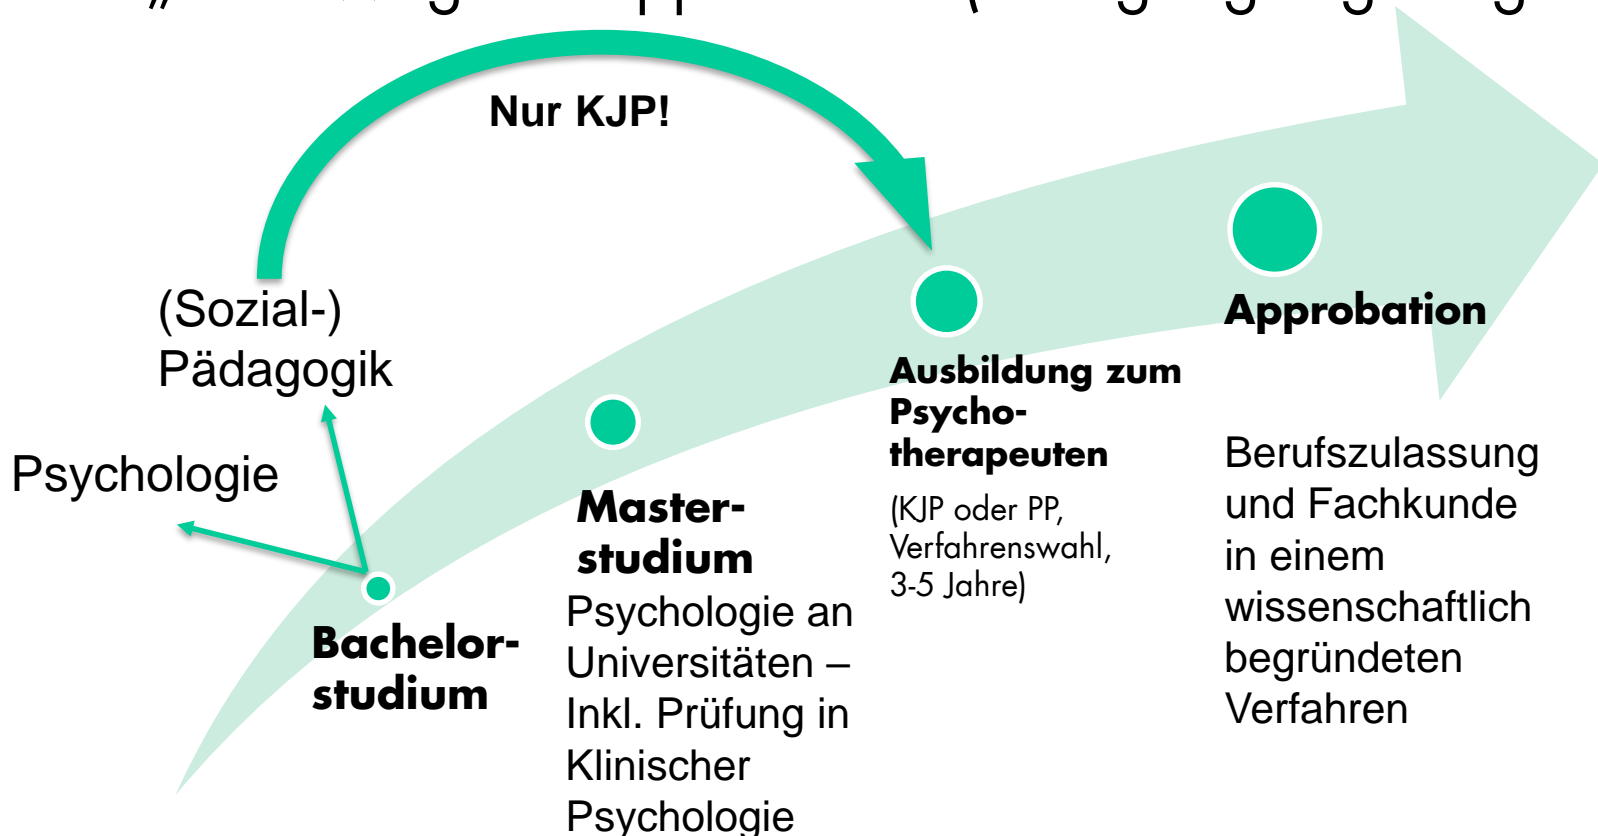 Nur KJP!
(Sozial-)
Pädagogik
Psychologie
Bachelor-
studium
Master-
studium
Psychologie an
Universitäten –
Inkl. Prüfung in
Klinischer
Psychologie
Ausbildung zum
Psycho-
therapeuten
(KJP oder PP,
Verfahrenswahl,
3-5 Jahre)
Approbation
Berufszulassung
und Fachkunde
in einem
wissenschaftlich
begründeten
Verfahren